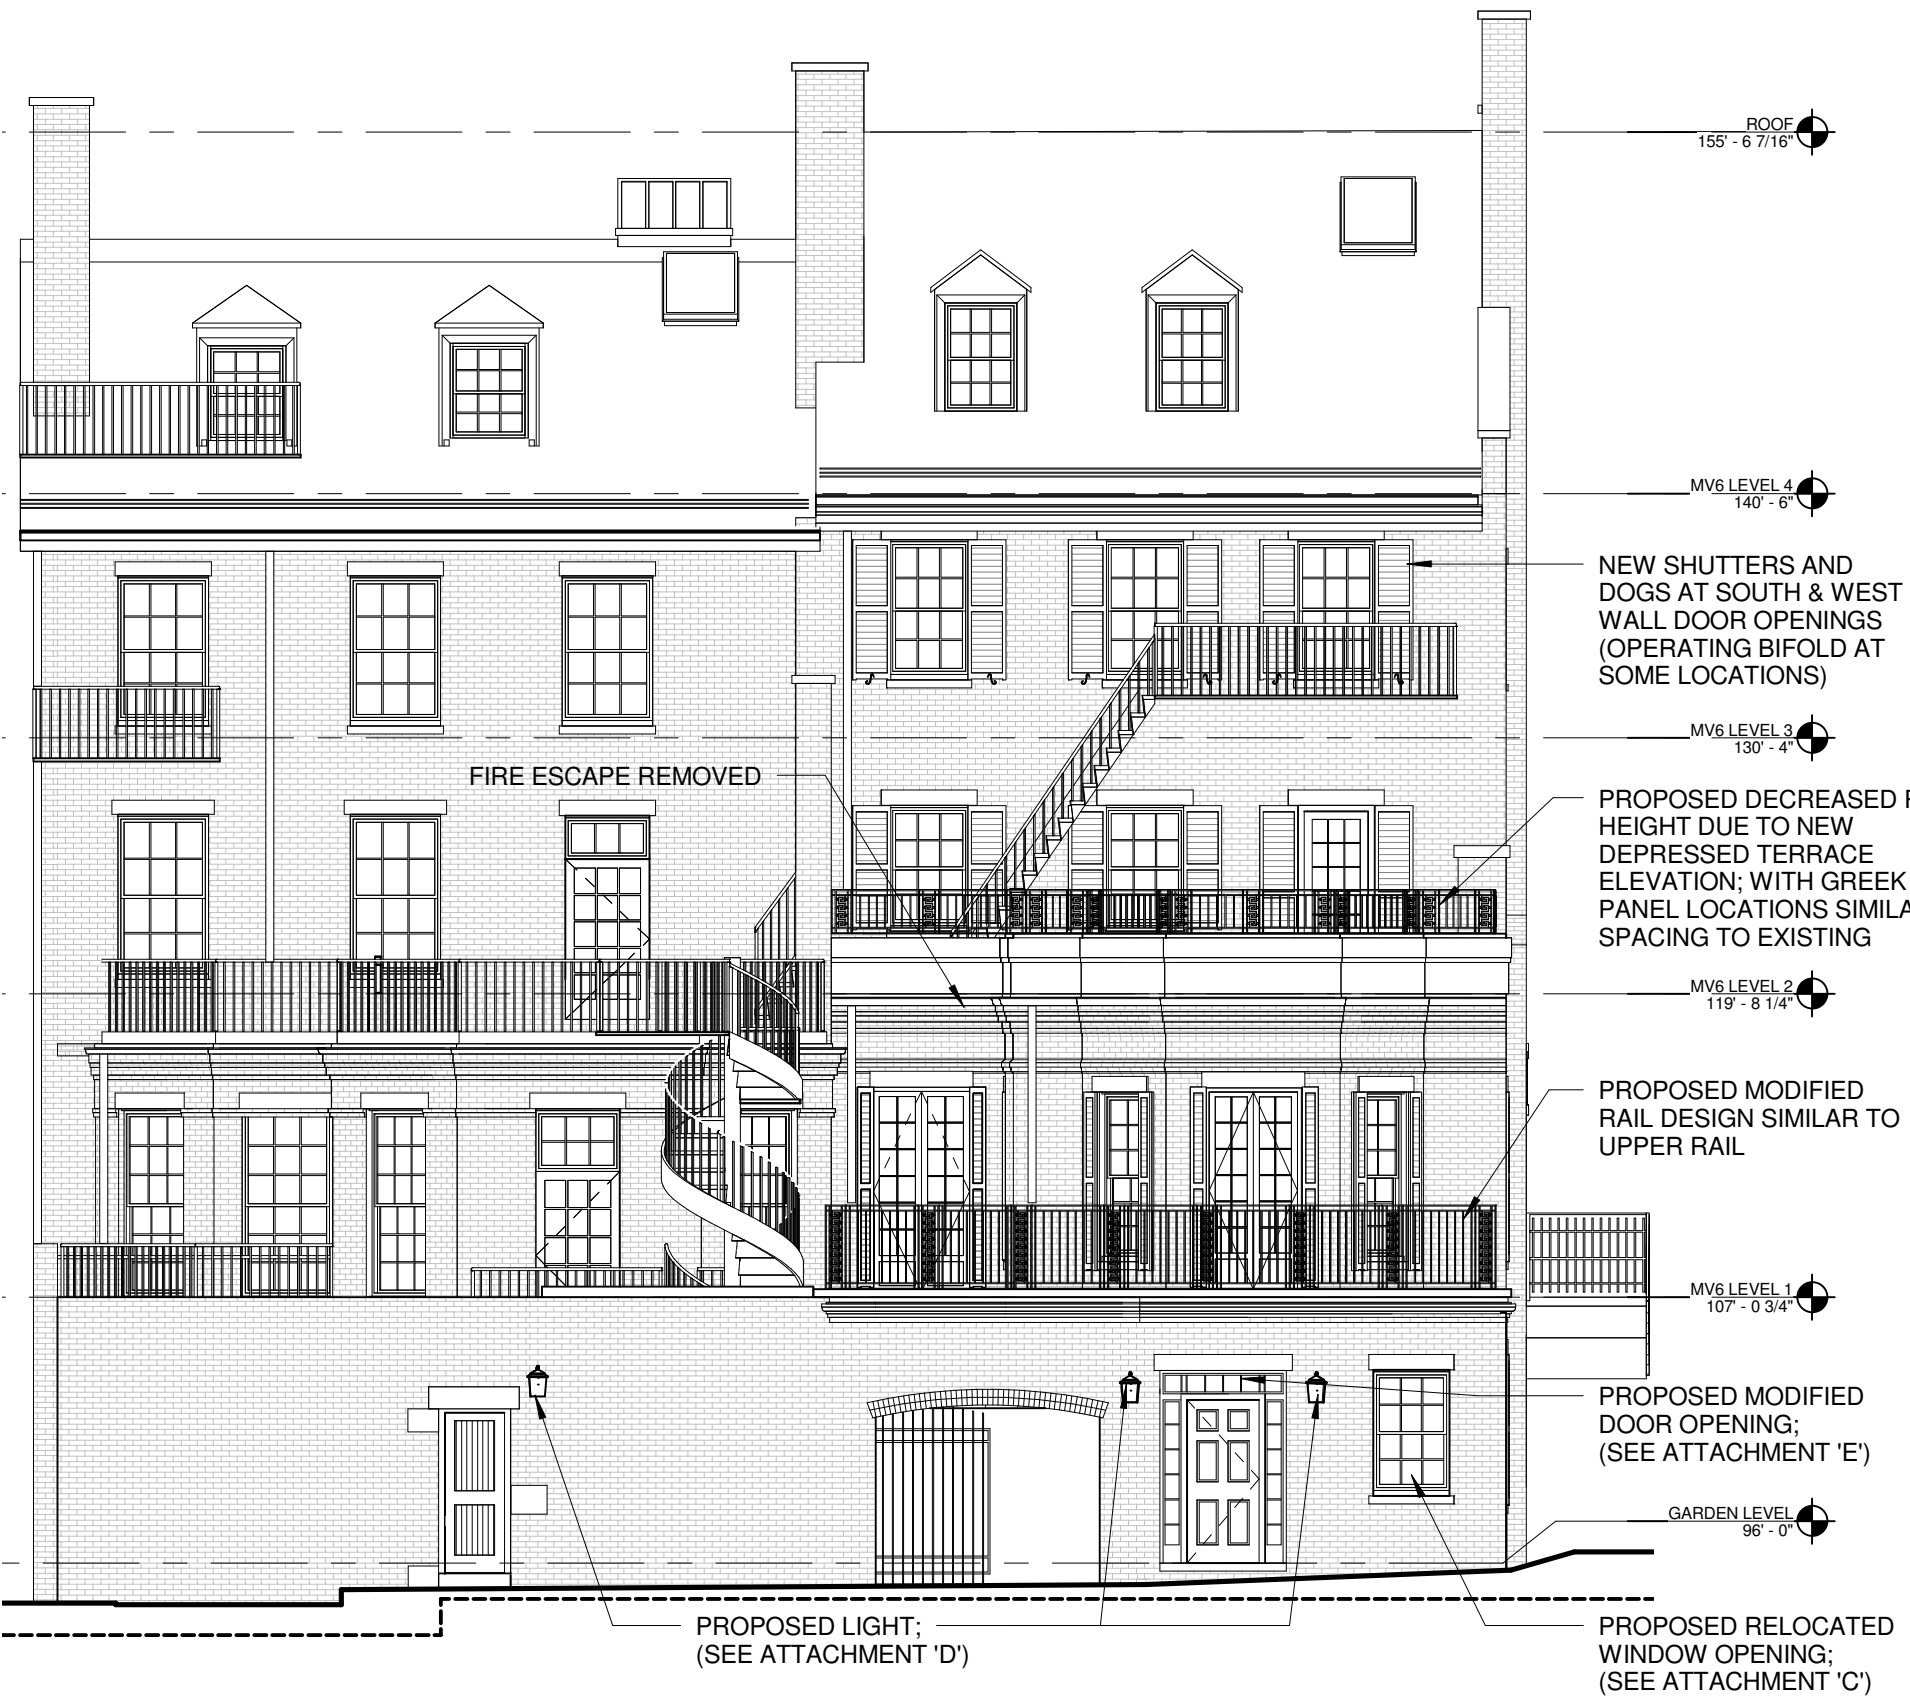 ROOF
155' - 6 7/16"
MV6 LEVEL 4
140' - 6"
NEW SHUTTERS AND
DOGS AT SOUTH & WEST
WALL DOOR OPENINGS
(OPERATING BIFOLD AT
SOME LOCATIONS)
MV6 LEVEL 3
130' - 4"
FIRE ESCAPE REMOVED
PROPOSED DECREASED
HEIGHT DUE TO NEW
DEPRESSED TERRACE
ELEVATION; WITH GREEK
PANEL LOCATIONS SIMILA
SPACING TO EXISTING
MV6 LEVEL 2
119' - 8 1/4"
PROPOSED MODIFIED
RAIL DESIGN SIMILAR TO
UPPER RAIL
MV6 LEVEL 1
107' - 0 3/4"
PROPOSED MODIFIED
DOOR OPENING;
(SEE ATTACHMENT 'E')
GARDEN LEVEL
96' - 0"
PROPOSED LIGHT;
(SEE ATTACHMENT 'D')
PROPOSED RELOCATED
WINDOW OPENING;
(SEE ATTACHMENT 'C')